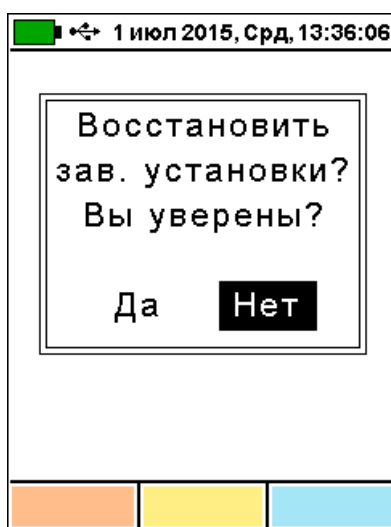 1 июл 2015, Срд, 13:36:06
Восстановить
зав. установки?
Вы уверены?
Да Нет